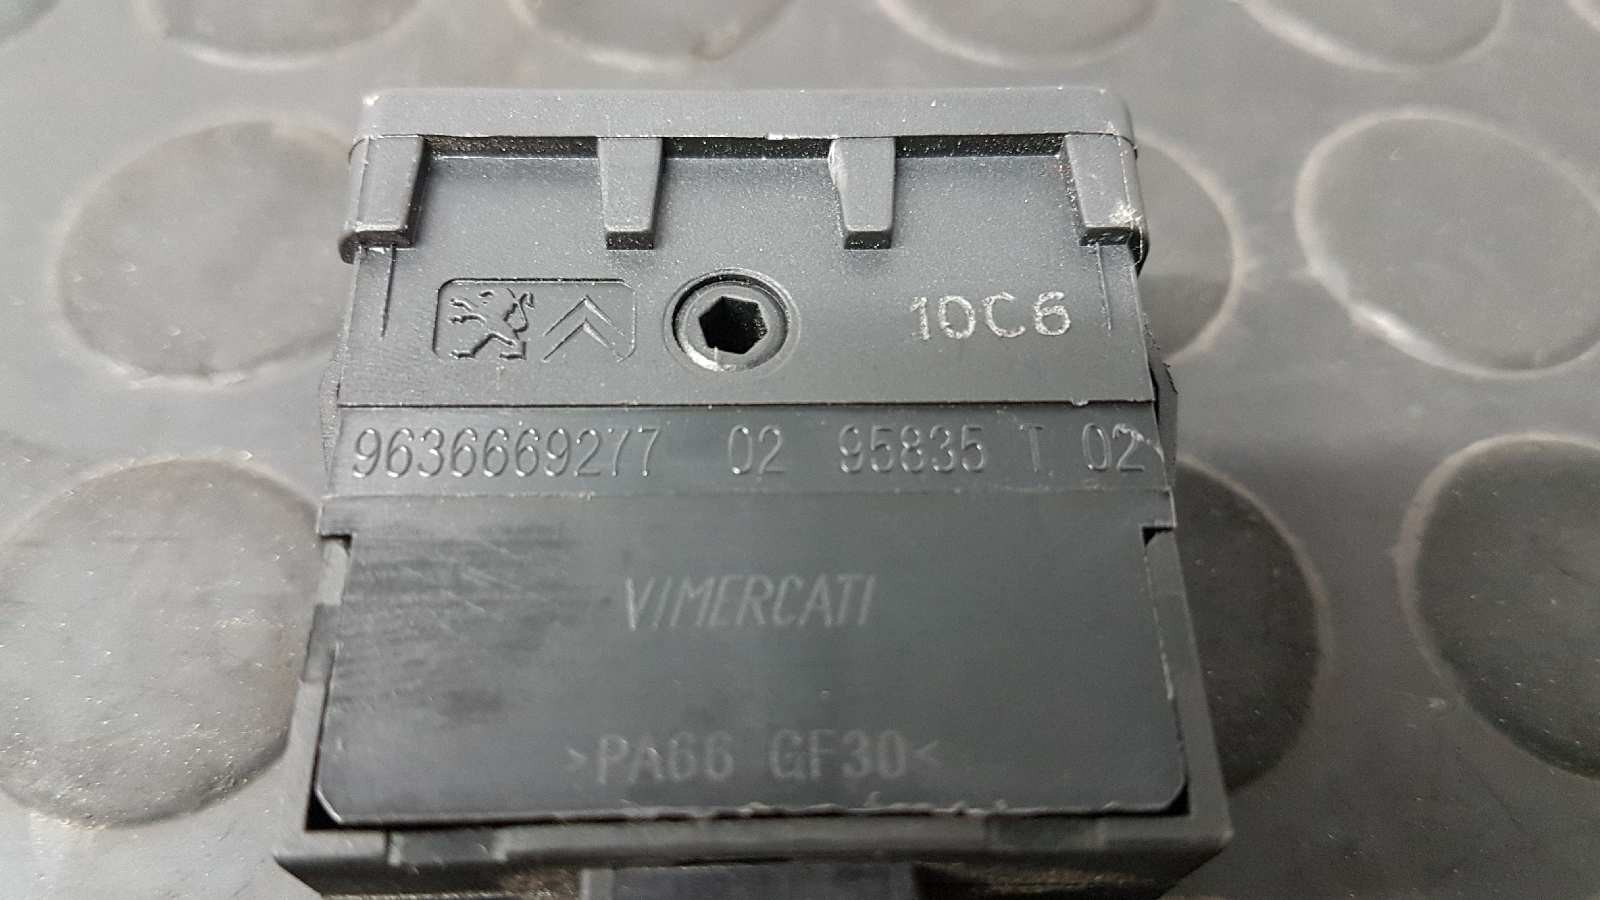 10C6
9636669277 02 95835 T 02
VIMERCATI
>PA66 GF30<